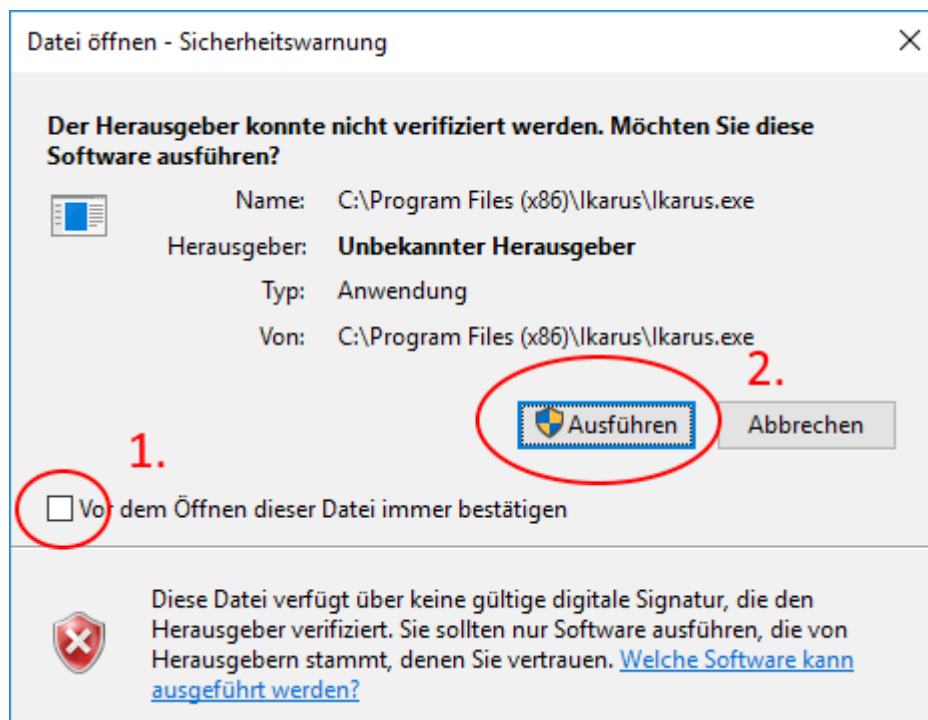 Datei öffnen - Sicherheitswarnung
Der Herausgeber konnte nicht verifiziert werden. Möchten Sie diese
Software ausführen?
Name: C:\Program Files (x86)\Ikarus\Ikarus.exe
Herausgeber: Unbekannter Herausgeber
Typ: Anwendung
Von: C:\Program Files (x86)\Ikarus\Ikarus.exe
2.
Ausführen Abbrechen
1.
Vor dem Öffnen dieser Datei immer bestätigen
Diese Datei verfügt über keine gültige digitale Signatur, die den
Herausgeber verifiziert. Sie sollten nur Software ausführen, die von
Herausgebern stammt, denen Sie vertrauen. Welche Software kann
ausgeführt werden?